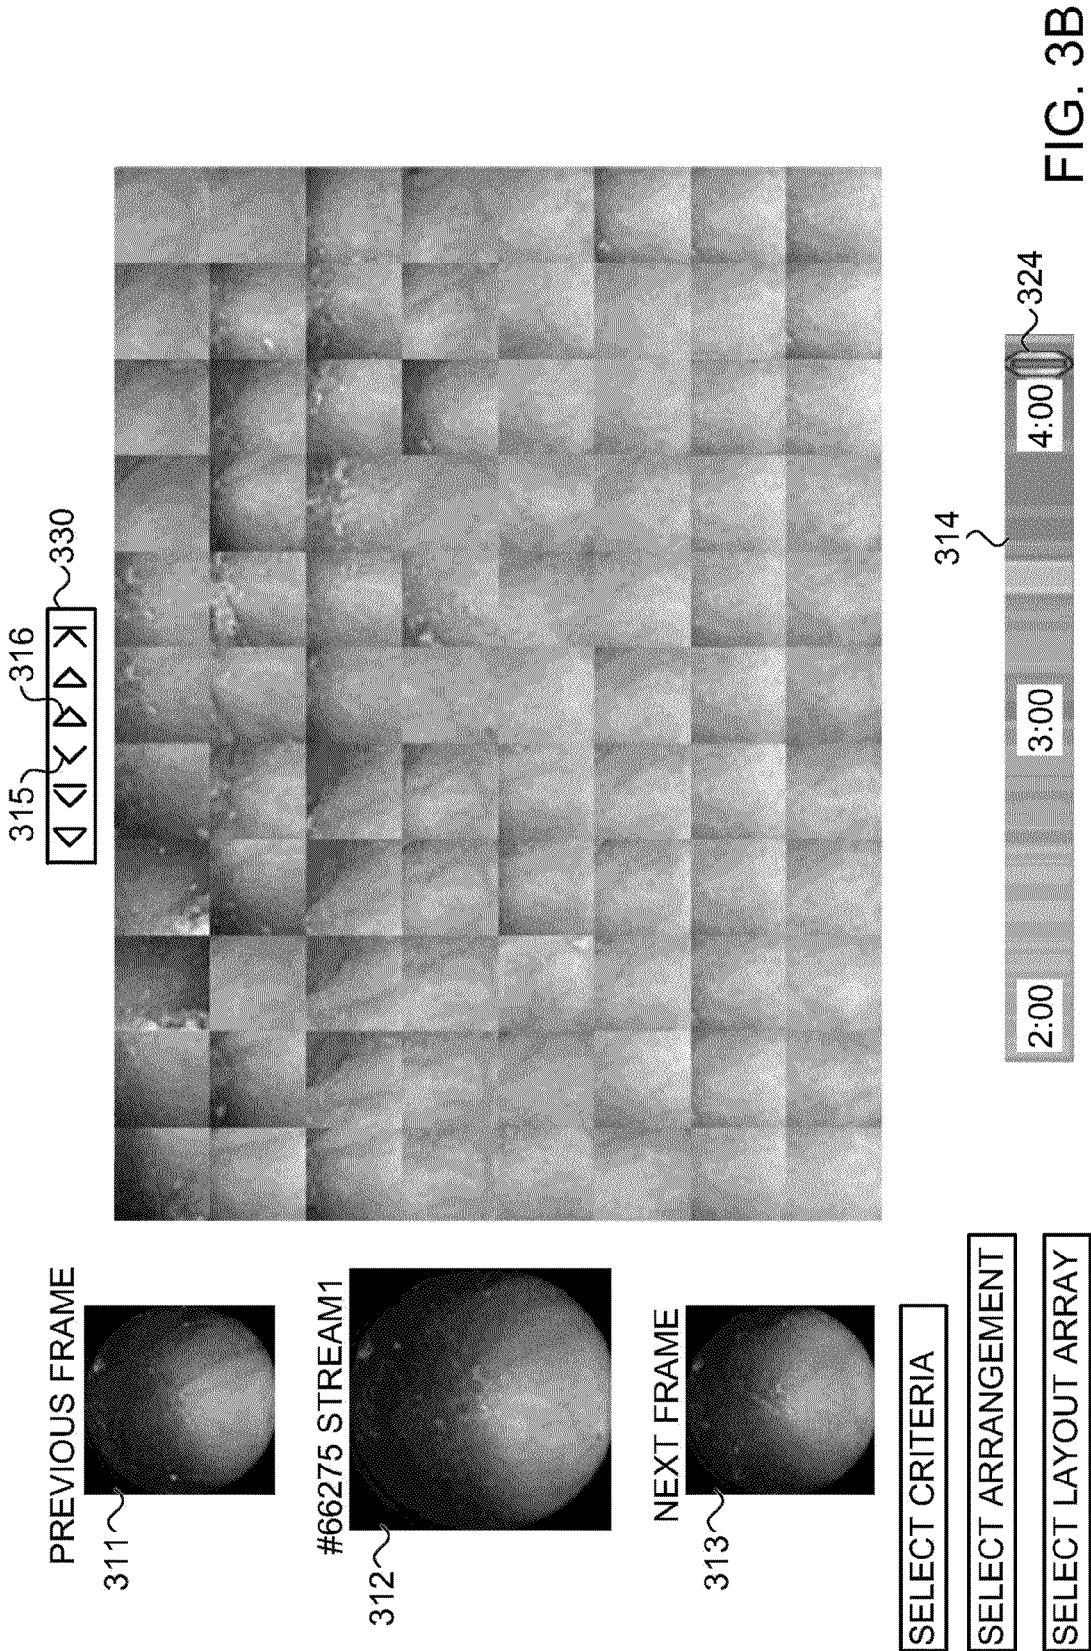 PREVIOUS FRAME
311
#66275 STREAM1
312
NEXT FRAME
313
SELECT CRITERIA
SELECT ARRANGEMENT
SELECT LAYOUT ARRAY
315
316
330
314
2:00
3:00
4:00
324
FIG. 3B